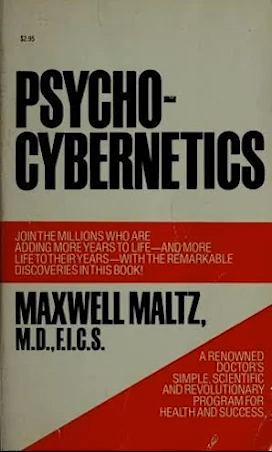 $2.95
PSYCHO-
CYBERNETICS
JOIN THE MILLIONS WHO ARE
ADDING MORE YEARS TO LIFE—AND MORE
LIFE TO THEIR YEARS—WITH THE REMARKABLE
DISCOVERIES IN THIS BOOK!
MAXWELL MALTZ,
M.D., F.I.C.S.
A RENOWNED
DOCTOR'S
SIMPLE, SCIENTIFIC
AND REVOLUTIONARY
PROGRAM FOR
HEALTH AND SUCCESS,